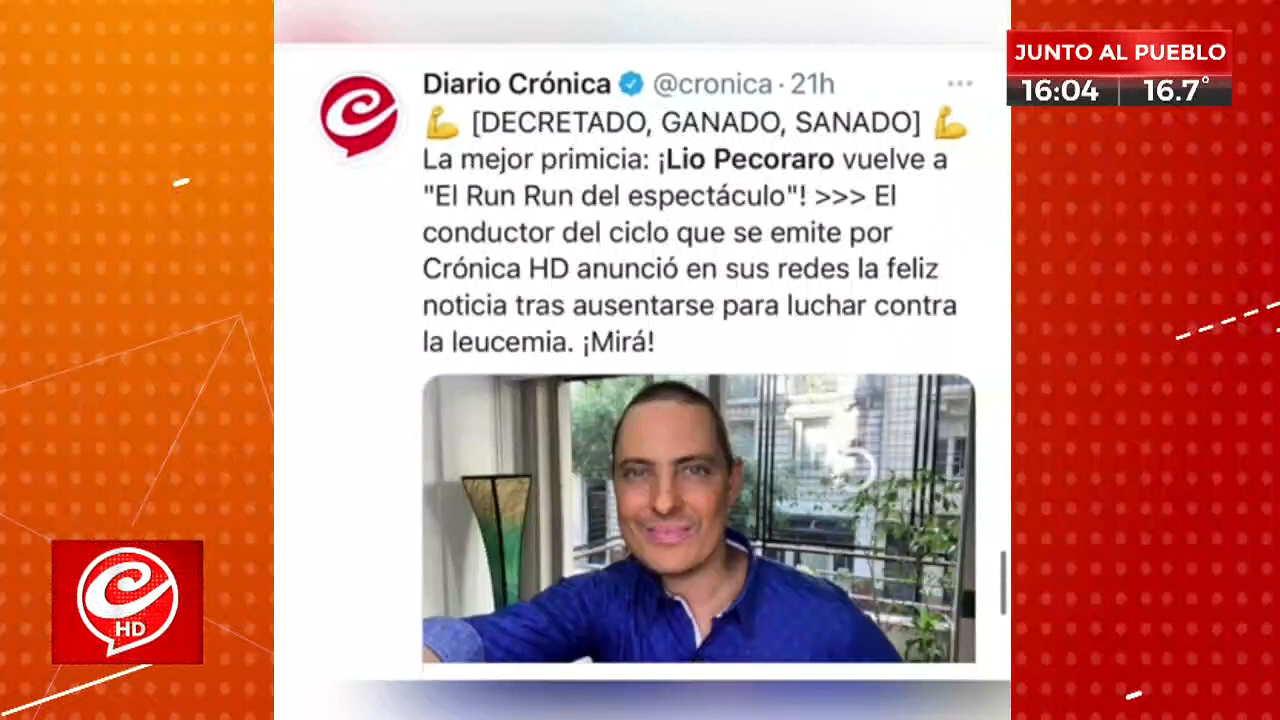 JUNTO AL PUEBLO
16:04 16.7°
Diario Crónica @cronica · 21h
💪 [DECRETADO, GANADO, SANADO] 💪
La mejor primicia: ¡Lio Pecoraro vuelve a
"El Run Run del espectáculo"! >>> El
conductor del ciclo que se emite por
Crónica HD anunció en sus redes la feliz
noticia tras ausentarse para luchar contra
la leucemia. ¡Mirá!
HD